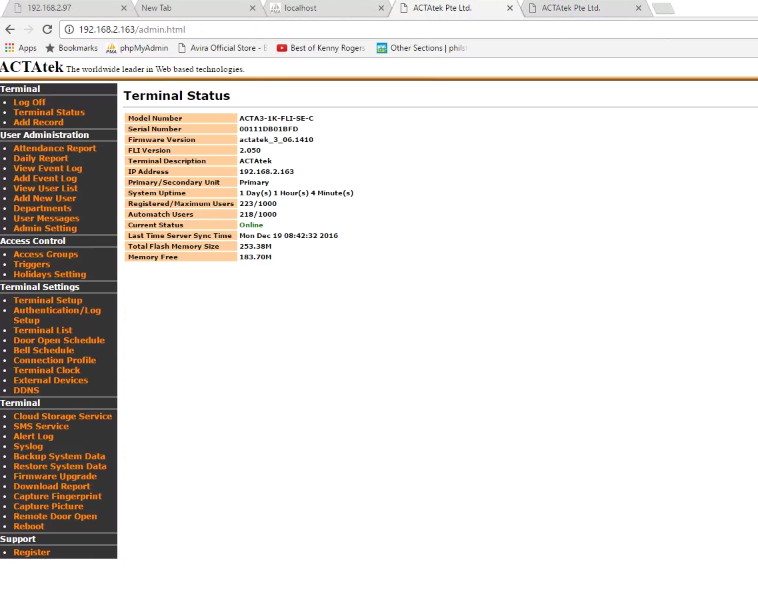 192.168.2.97
New Tab
localhost
ACTAtek Pte Ltd.
ACTAtek Pte Ltd.
192.168.2.163/admin.html
Apps
Bookmarks
phpMyAdmin
Avira Official Store - E
Best of Kenny Rogers
Other Sections | phils
ACTAtek The worldwide leader in Web based technologies.
Terminal
Log Off
Terminal Status
Add Record
User Administration
Attendance Report
Daily Report
View Event Log
Add Event Log
View User List
Add New User
Departments
User Messages
Admin Setting
Access Control
Access Groups
Triggers
Holidays Setting
Terminal Settings
Terminal Setup
Authentication/Log
Setup
Terminal List
Door Open Schedule
Bell Schedule
Connection Profile
Terminal Clock
External Devices
DDNS
Terminal
Cloud Storage Service
SMS Service
Alert Log
Syslog
Backup System Data
Restore System Data
Firmware Upgrade
Download Report
Capture Fingerprint
Capture Picture
Remote Door Open
Reboot
Support
Register
Terminal Status
Model Number ACTA3-1K-FLI-SE-C
Serial Number 00111DB01BFD
Firmware Version actatek_3_06.1410
FLI Version 2.050
Terminal Description ACTAtek
IP Address 192.168.2.163
Primary/Secondary Unit Primary
System Uptime 1 Day(s) 1 Hour(s) 4 Minute(s)
Registered/Maximum Users 223/1000
Automatch Users 218/1000
Current Status Online
Last Time Server Sync Time Mon Dec 19 08:42:32 2016
Total Flash Memory Size 253.38M
Memory Free 183.70M